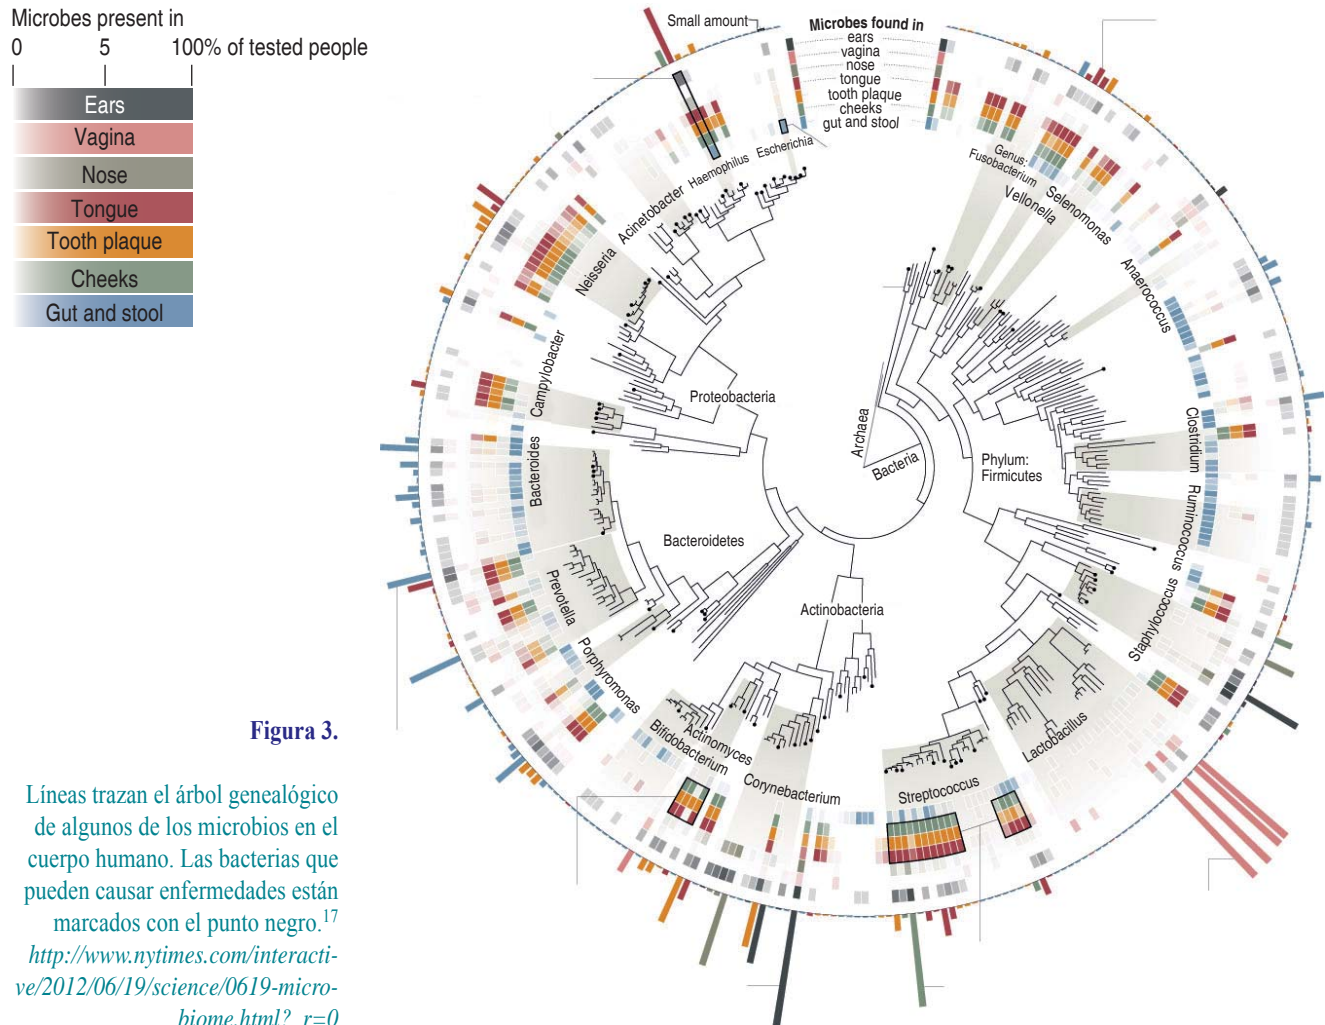 Microbes present in
0 5 100% of tested people
Ears
Vagina
Nose
Tongue
Tooth plaque
Cheeks
Gut and stool
Small amount
Microbes found in
ears
vagina
nose
tongue
tooth plaque
cheeks
gut and stool
Escherichia
Haemophilus
Acinetobacter
Neisseria
Campylobacter
Bacteroides
Prevotella
Porphyromonas
Bifidobacterium
Actinomyces
Corynebacterium
Streptococcus
Lactobacillus
Staphylococcus
Ruminococcus
Clostridium
Anaerococcus
Selenomonas
Vellonella
Genus:
Fusobacterium
Proteobacteria
Archaea
Bacteria
Phylum:
Firmicutes
Bacteroidetes
Actinobacteria
Figura 3.
Líneas trazan el árbol genealógico
de algunos de los microbios en el
cuerpo humano. Las bacterias que
pueden causar enfermedades están
marcados con el punto negro.17
http://www.nytimes.com/interacti-
ve/2012/06/19/science/0619-micro-
biome.html?_r=0